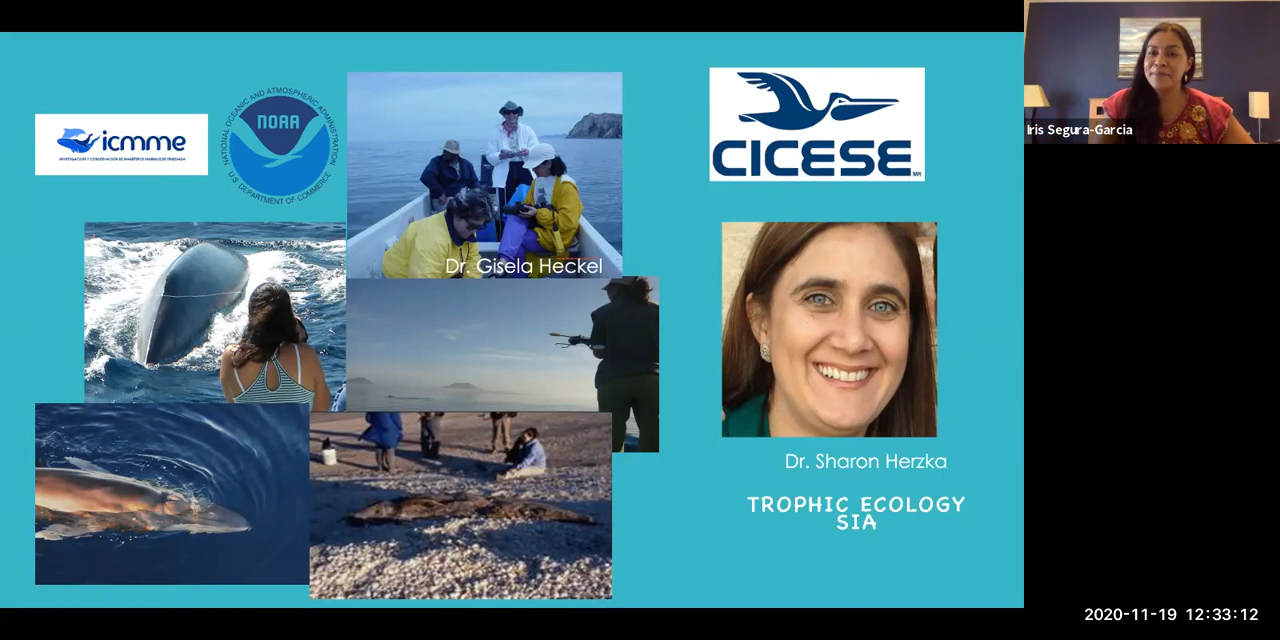 icmme
INVESTIGACIÓN Y CONSERVACIÓN DE MAMÍFEROS MARINOS DE ENSENADA
NATIONAL OCEANIC AND ATMOSPHERIC ADMINISTRATION
NOAA
U.S. DEPARTMENT OF COMMERCE
Dr. Gisela Heckel
CICESE
MR
Dr. Sharon Herzka
TROPHIC ECOLOGY
SIA
Iris Segura-Garcia
2020-11-19 12:33:12